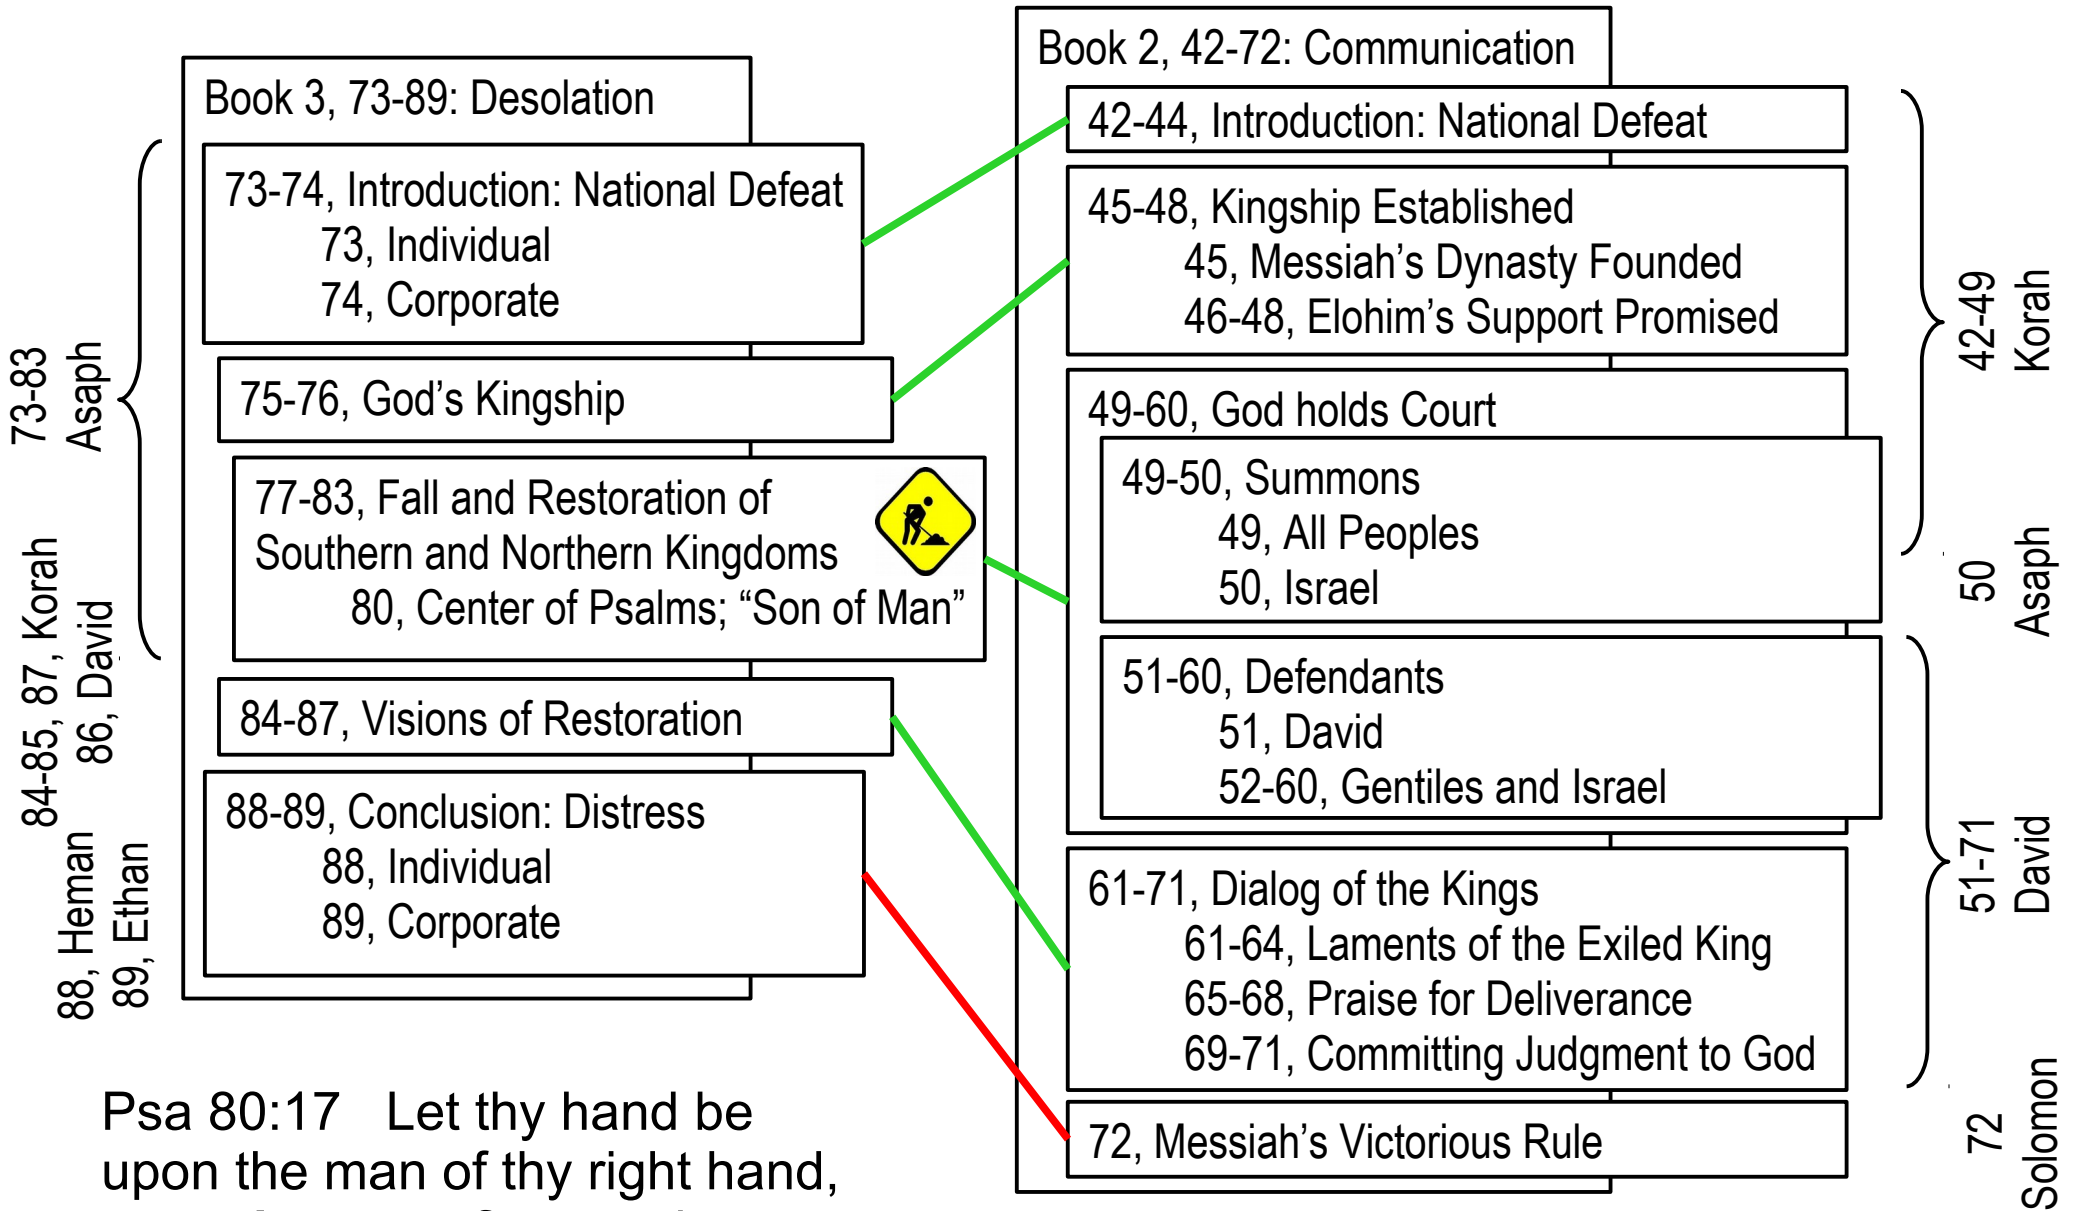 Book 3, 73-89: Desolation
73-74, Introduction: National Defeat
73, Individual
74, Corporate
75-76, God's Kingship
77-83, Fall and Restoration of
Southern and Northern Kingdoms
80, Center of Psalms; “Son of Man”
84-87, Visions of Restoration
88-89, Conclusion: Distress
88, Individual
89, Corporate
73-83
Asaph
84-85, 87, Korah
86, David
88, Heman
89, Ethan
Psa 80:17 Let thy hand be
upon the man of thy right hand,
Book 2, 42-72: Communication
42-44, Introduction: National Defeat
45-48, Kingship Established
45, Messiah’s Dynasty Founded
46-48, Elohim’s Support Promised
49-60, God holds Court
49-50, Summons
49, All Peoples
50, Israel
51-60, Defendants
51, David
52-60, Gentiles and Israel
61-71, Dialog of the Kings
61-64, Laments of the Exiled King
65-68, Praise for Deliverance
69-71, Committing Judgment to God
72, Messiah’s Victorious Rule
42-49
Korah
50
Asaph
51-71
David
72
Solomon